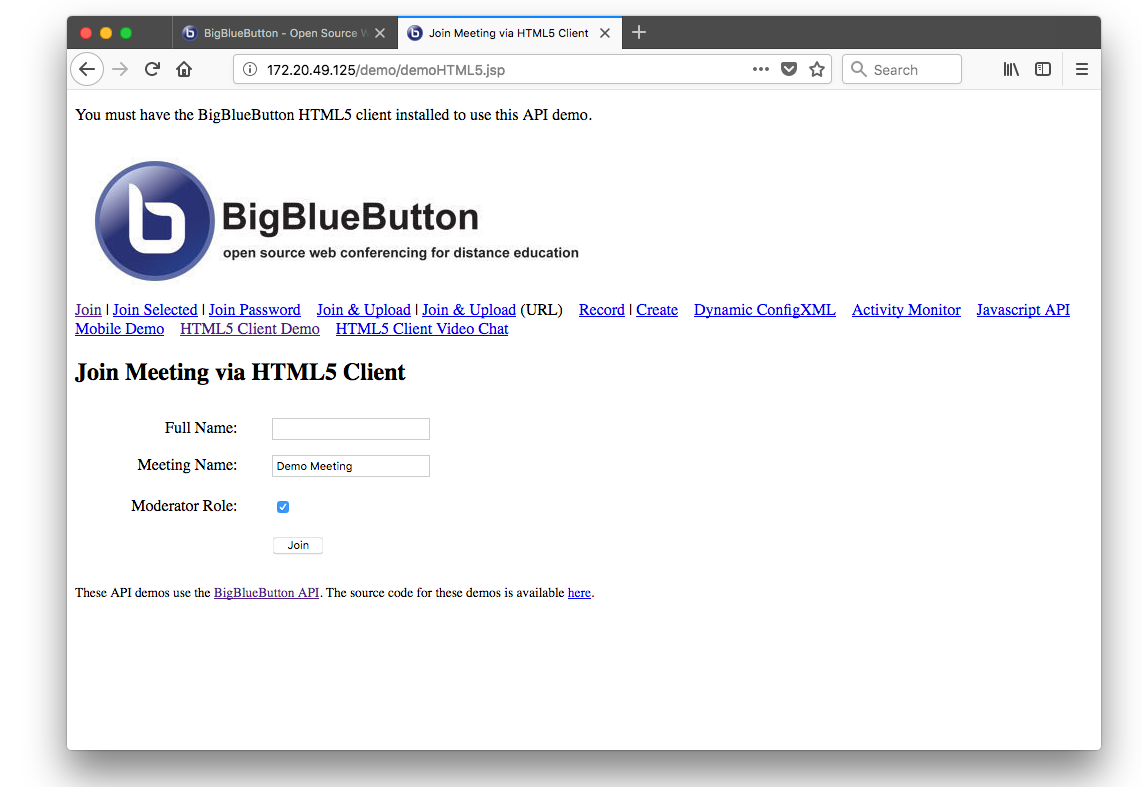 BigBlueButton - Open Source W
Join Meeting via HTML5 Client
172.20.49.125/demo/demoHTML5.jsp
Search
You must have the BigBlueButton HTML5 client installed to use this API demo.
BigBlueButton
open source web conferencing for distance education
Join | Join Selected | Join Password Join & Upload | Join & Upload (URL) Record | Create Dynamic ConfigXML Activity Monitor Javascript API
Mobile Demo HTML5 Client Demo HTML5 Client Video Chat
Join Meeting via HTML5 Client
Full Name:
Meeting Name: Demo Meeting
Moderator Role:
Join
These API demos use the BigBlueButton API. The source code for these demos is available here.